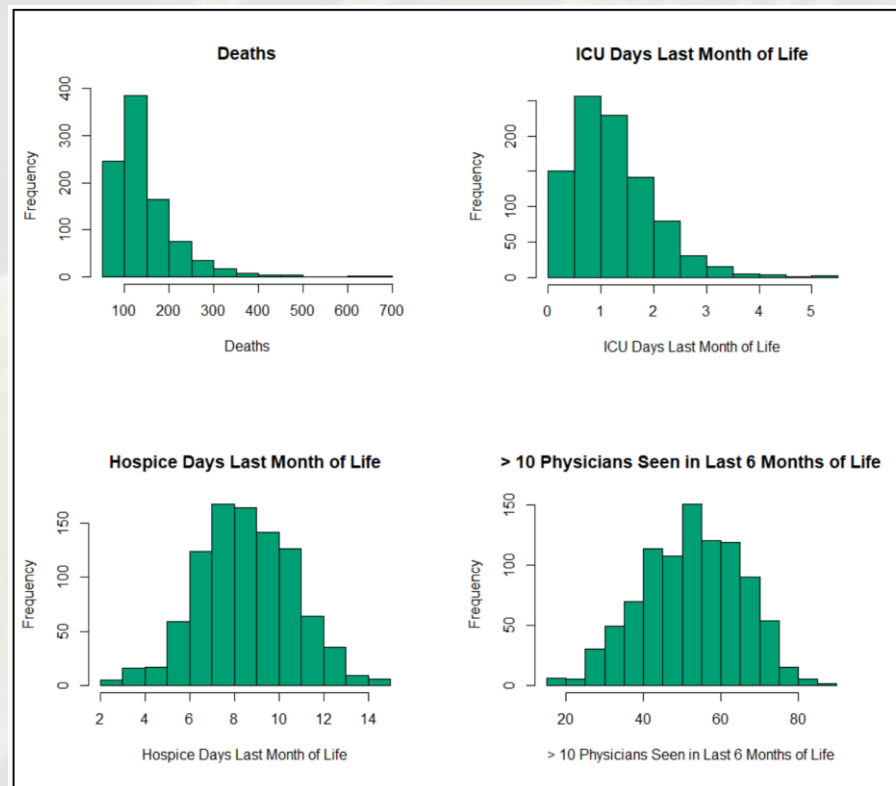 Deaths
Frequency
0
100
200
300
400
100 200 300 400 500 600 700
Deaths
ICU Days Last Month of Life
Frequency
0
50
100
200
0 1 2 3 4 5
ICU Days Last Month of Life
Hospice Days Last Month of Life
Frequency
0
50
100
150
2 4 6 8 10 12 14
Hospice Days Last Month of Life
> 10 Physicians Seen in Last 6 Months of Life
Frequency
0
50
100
150
20 40 60 80
> 10 Physicians Seen in Last 6 Months of Life